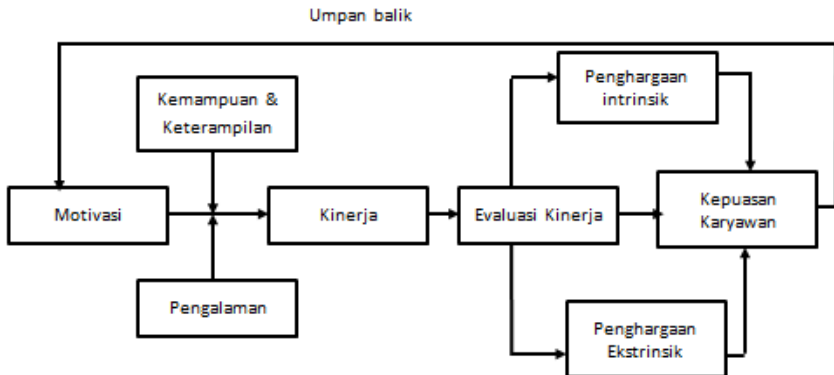 Umpan balik
Kemampuan &
Keterampilan
Penghargaan
intrinsik
Motivasi
Kinerja
Evaluasi Kinerja
Kepuasan
Karyawan
Pengalaman
Penghargaan
Ekstrinsik